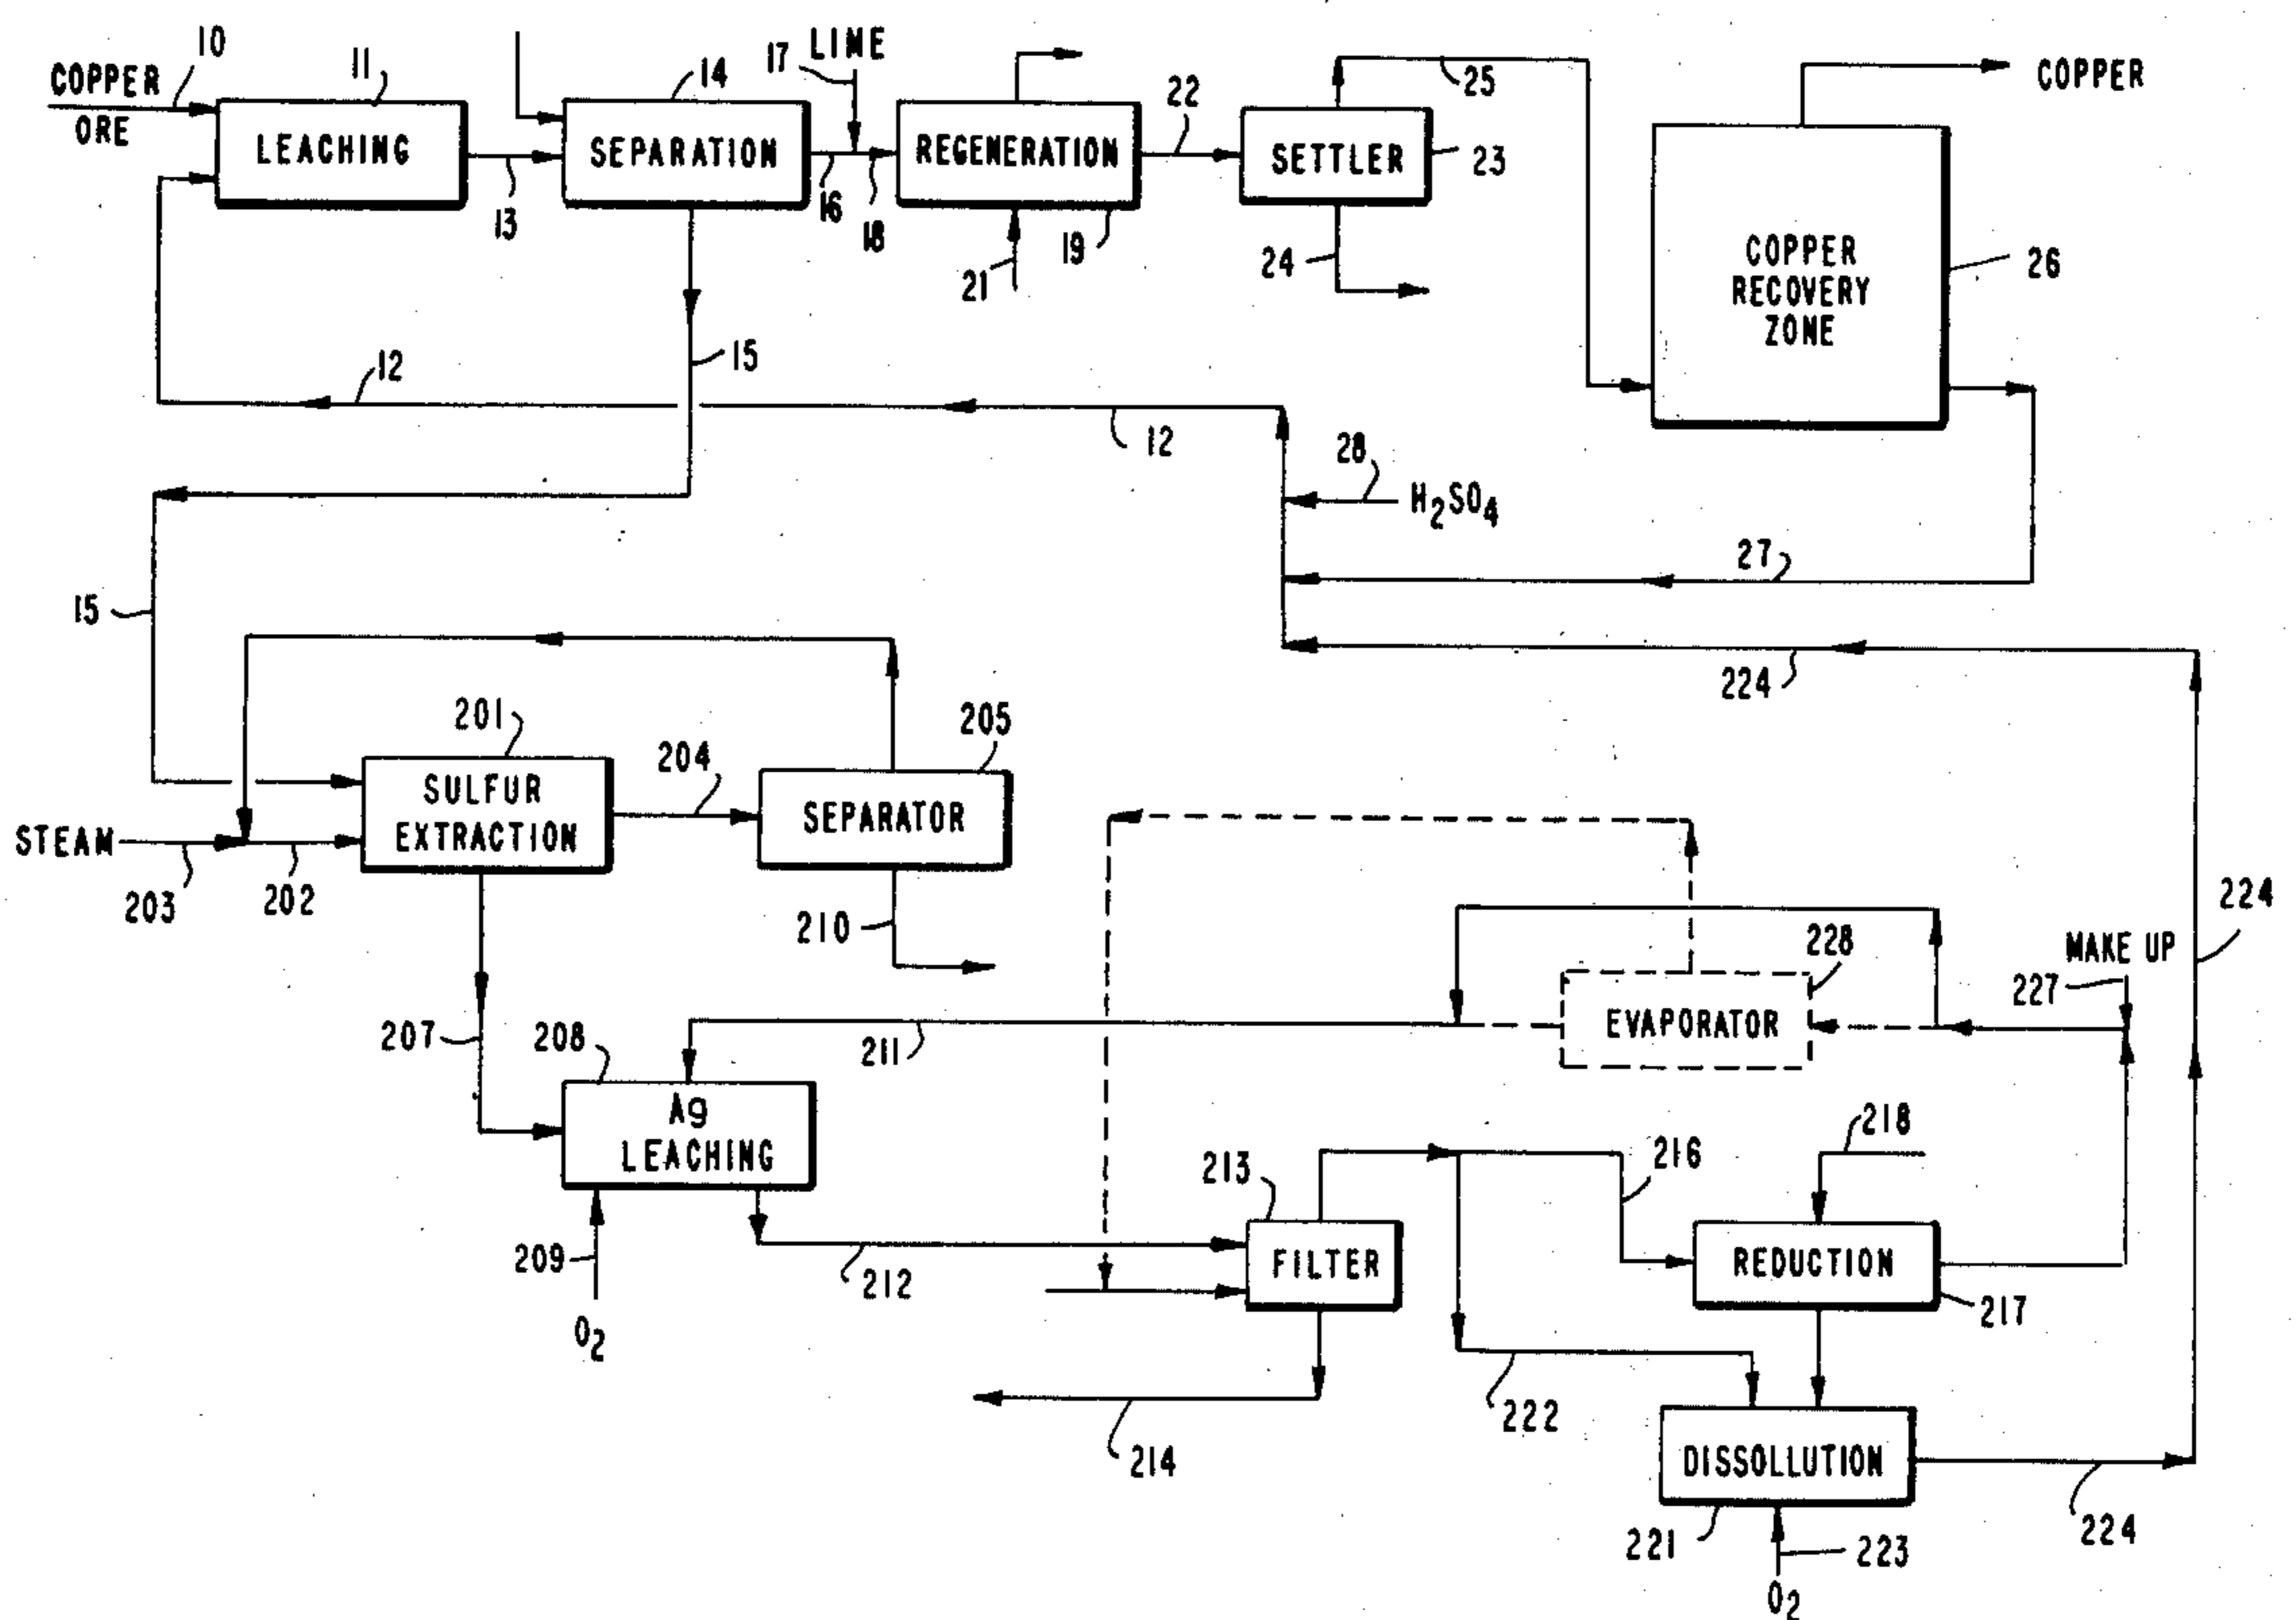 10
COPPER
ORE
11
LEACHING
13
14
SEPARATION
17
LIME
16
18
REGENERATION
19
21
22
SETTLER
23
24
25
COPPER
COPPER
RECOVERY
ZONE
26
12
15
12
28
H2SO4
27
15
224
201
SULFUR
EXTRACTION
204
205
SEPARATOR
STEAM
203
202
210
224
228
MAKE UP
227
EVAPORATOR
207
208
211
Ag
LEACHING
218
213
216
209
O2
212
FILTER
REDUCTION
217
222
214
DISSOLLUTION
221
223
224
O2